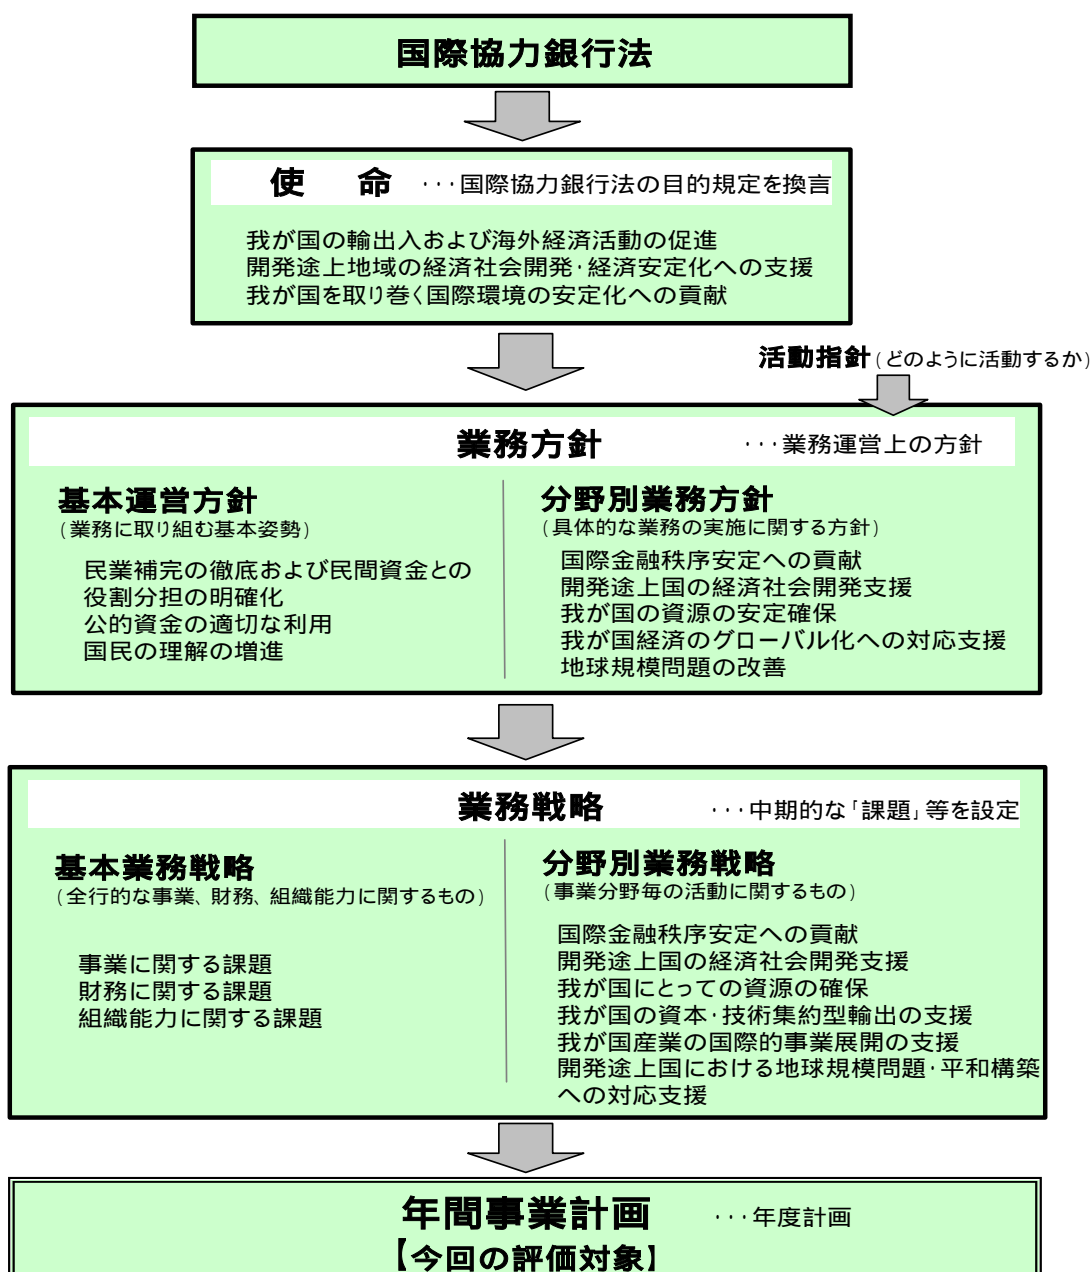 国際協力銀行法
使　命 ···国際協力銀行法の目的規定を換言
我が国の輸出入および海外経済活動の促進
開発途上地域の経済社会開発･経済安定化への支援
我が国を取り巻く国際環境の安定化への貢献
活動指針(どのように活動するか)
業務方針 ···業務運営上の方針
基本運営方針
(業務に取り組む基本姿勢)
民業補完の徹底および民間資金との
役割分担の明確化
公的資金の適切な利用
国民の理解の増進
分野別業務方針
(具体的な業務の実施に関する方針)
国際金融秩序安定への貢献
開発途上国の経済社会開発支援
我が国の資源の安定確保
我が国経済のグローバル化への対応支援
地球規模問題の改善
業務戦略 ···中期的な｢課題｣等を設定
基本業務戦略
(全行的な事業、財務、組織能力に関するもの)
事業に関する課題
財務に関する課題
組織能力に関する課題
分野別業務戦略
(事業分野毎の活動に関するもの)
国際金融秩序安定への貢献
開発途上国の経済社会開発支援
我が国にとっての資源の確保
我が国の資本･技術集約型輸出の支援
我が国産業の国際的事業展開の支援
開発途上国における地球規模問題･平和構築
への対応支援
年間事業計画 ···年度計画
【今回の評価対象】